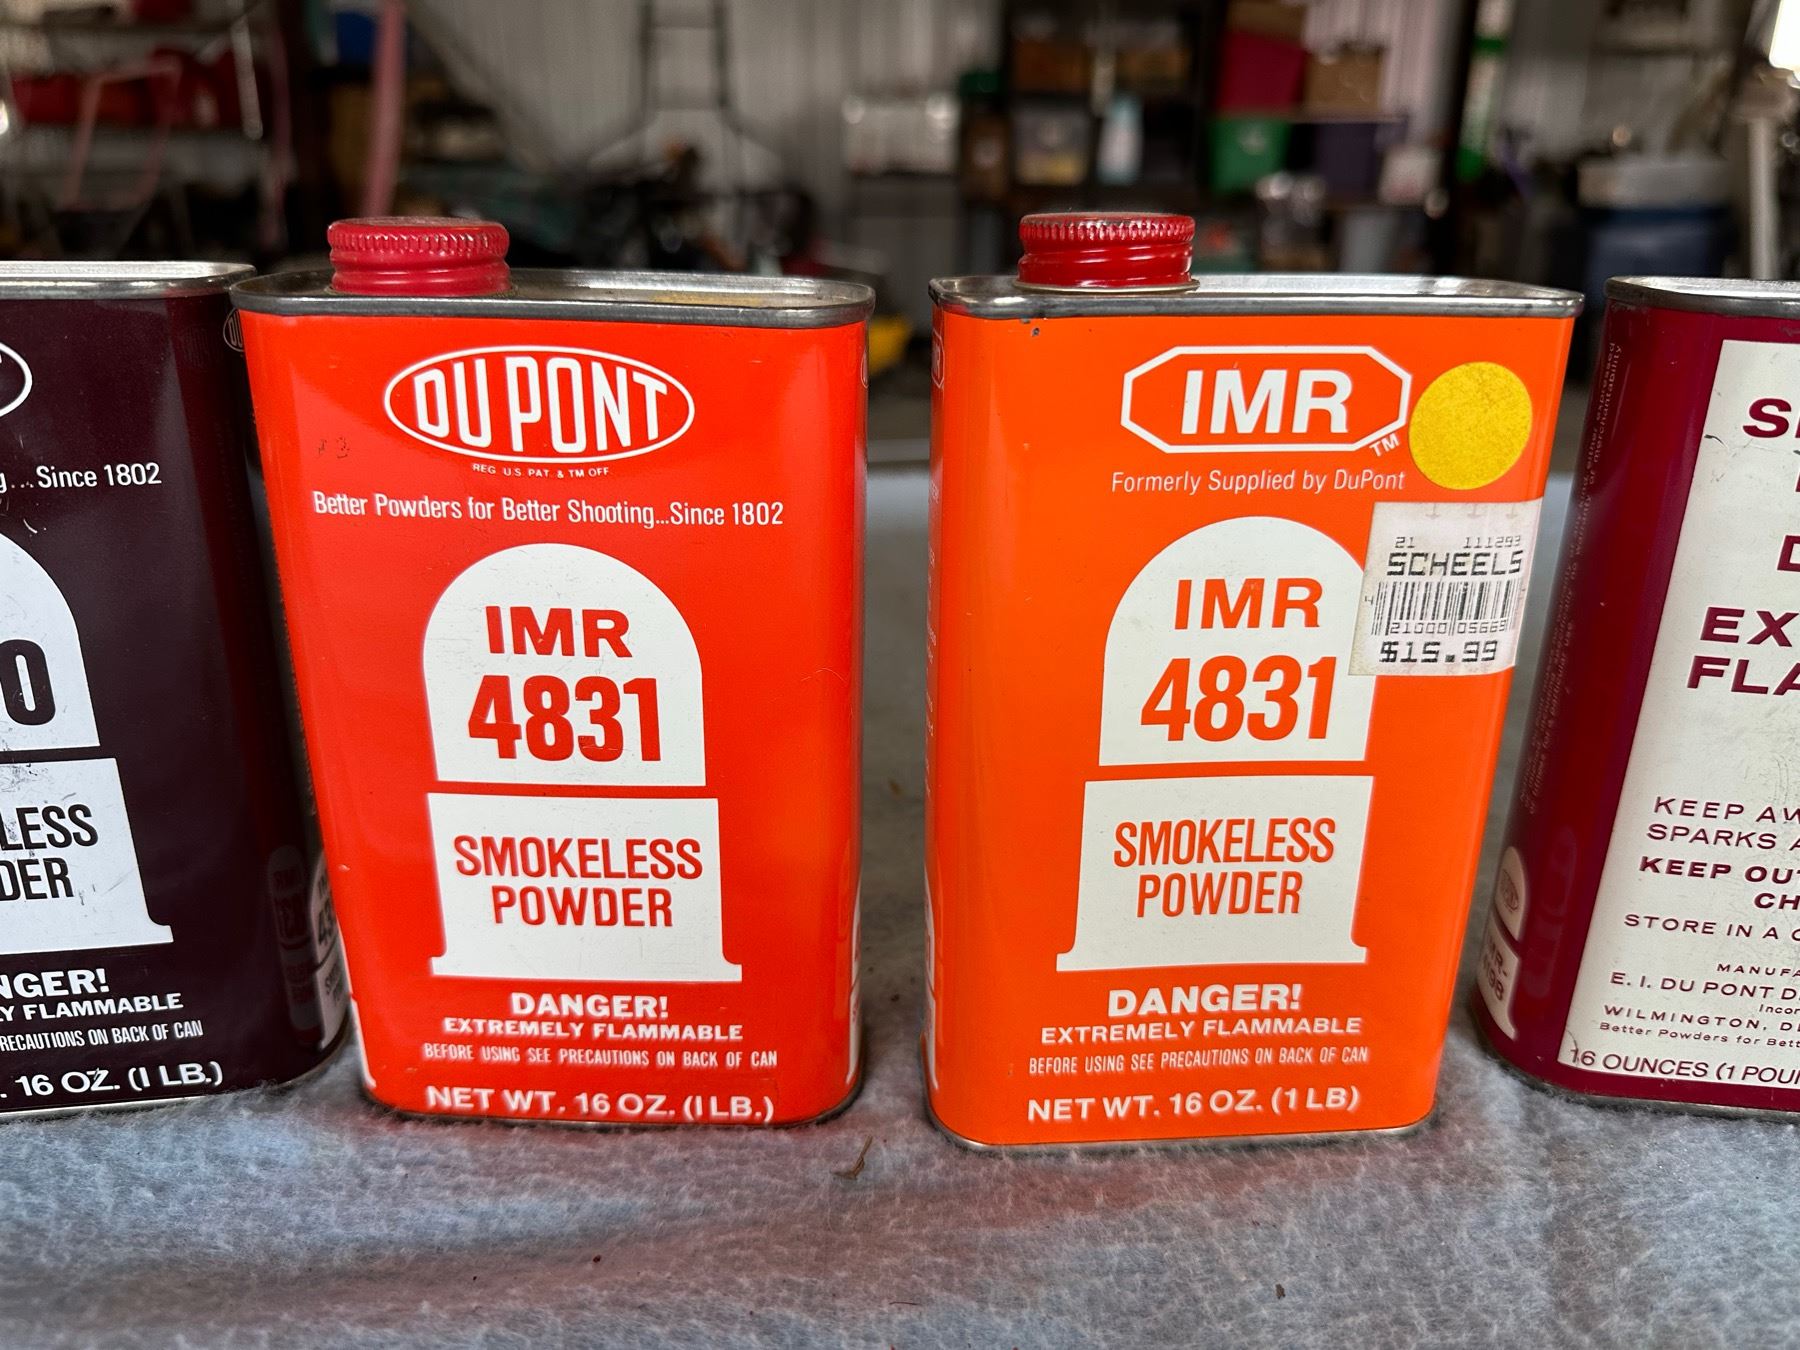 g...Since 1802
0
LESS
DER
NGER!
Y FLAMMABLE
RECAUTIONS ON BACK OF CAN
. 16 OZ. (1 LB.)
DU PONT
REG. U.S. PAT. & TM OFF.
Better Powders for Better Shooting...Since 1802
IMR
4831
SMOKELESS
POWDER
DANGER!
EXTREMELY FLAMMABLE
BEFORE USING SEE PRECAUTIONS ON BACK OF CAN
NET WT. 16 OZ. (1 LB.)
IMR
TM
Formerly Supplied by DuPont
21 111293
SCHEELS
21000 05669
$15.99
IMR
4831
SMOKELESS
POWDER
DANGER!
EXTREMELY FLAMMABLE
BEFORE USING SEE PRECAUTIONS ON BACK OF CAN
NET WT. 16 OZ. (1 LB)
S
D
EX
FLA
KEEP AW
SPARKS A
KEEP OUT
CH
STORE IN A C
MANUFA
E. I. DU PONT D
Incor
WILMINGTON, DE
Better Powders for Bett
16 OUNCES (1 POUN